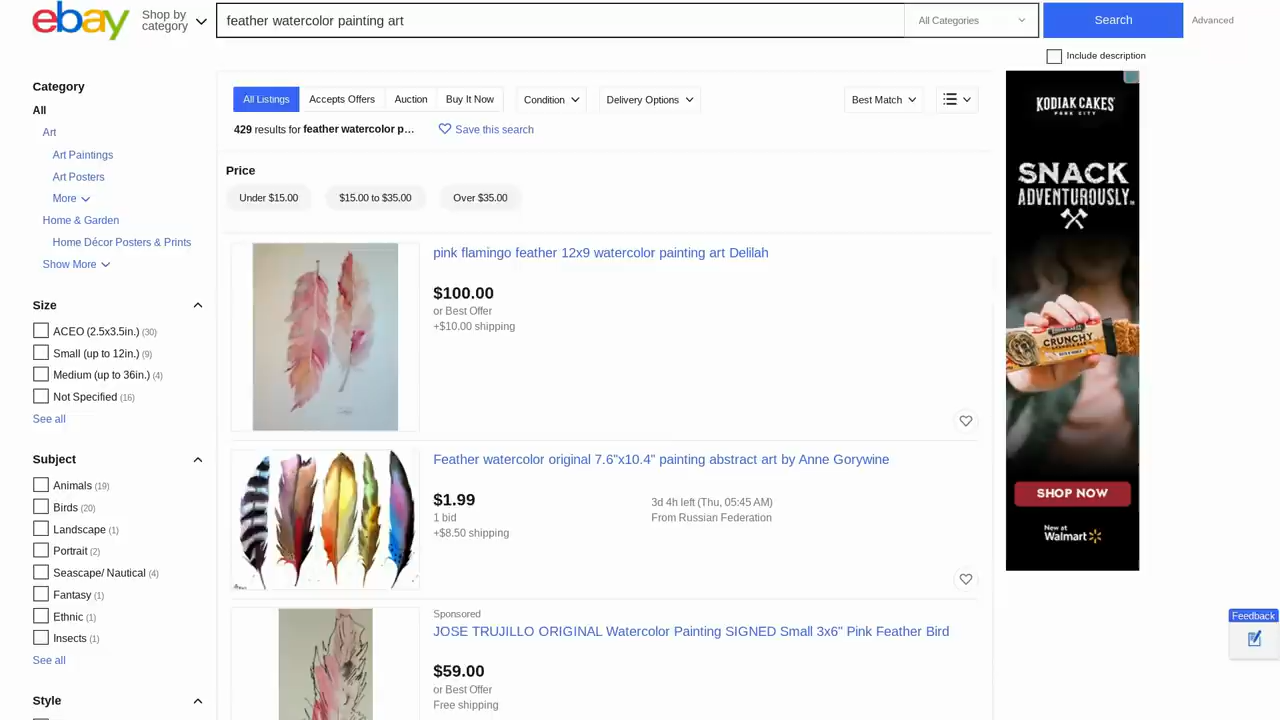 ebay
Shop by category
feather watercolor painting art
All Categories
Search
Advanced
Include description
Category
All
Art
Art Paintings
Art Posters
More
Home & Garden
Home Décor Posters & Prints
Show More
Size
ACEO (2.5x3.5in.) (30)
Small (up to 12in.) (9)
Medium (up to 36in.) (4)
Not Specified (16)
See all
Subject
Animals (19)
Birds (20)
Landscape (1)
Portrait (2)
Seascape/ Nautical (4)
Fantasy (1)
Ethnic (1)
Insects (1)
See all
Style
All Listings
Accepts Offers
Auction
Buy It Now
Condition
Delivery Options
Best Match
429 results for feather watercolor p...
Save this search
Price
Under $15.00
$15.00 to $35.00
Over $35.00
pink flamingo feather 12x9 watercolor painting art Delilah
$100.00
or Best Offer
+$10.00 shipping
Feather watercolor original 7.6"x10.4" painting abstract art by Anne Gorywine
$1.99
1 bid
+$8.50 shipping
3d 4h left (Thu, 05:45 AM)
From Russian Federation
Sponsored
JOSE TRUJILLO ORIGINAL Watercolor Painting SIGNED Small 3x6" Pink Feather Bird
$59.00
or Best Offer
Free shipping
KODIAK CAKES
PARK CITY
SNACK
ADVENTUROUSLY.
KODIAK CAKES
CRUNCHY
SHOP NOW
New at
Walmart
Feedback